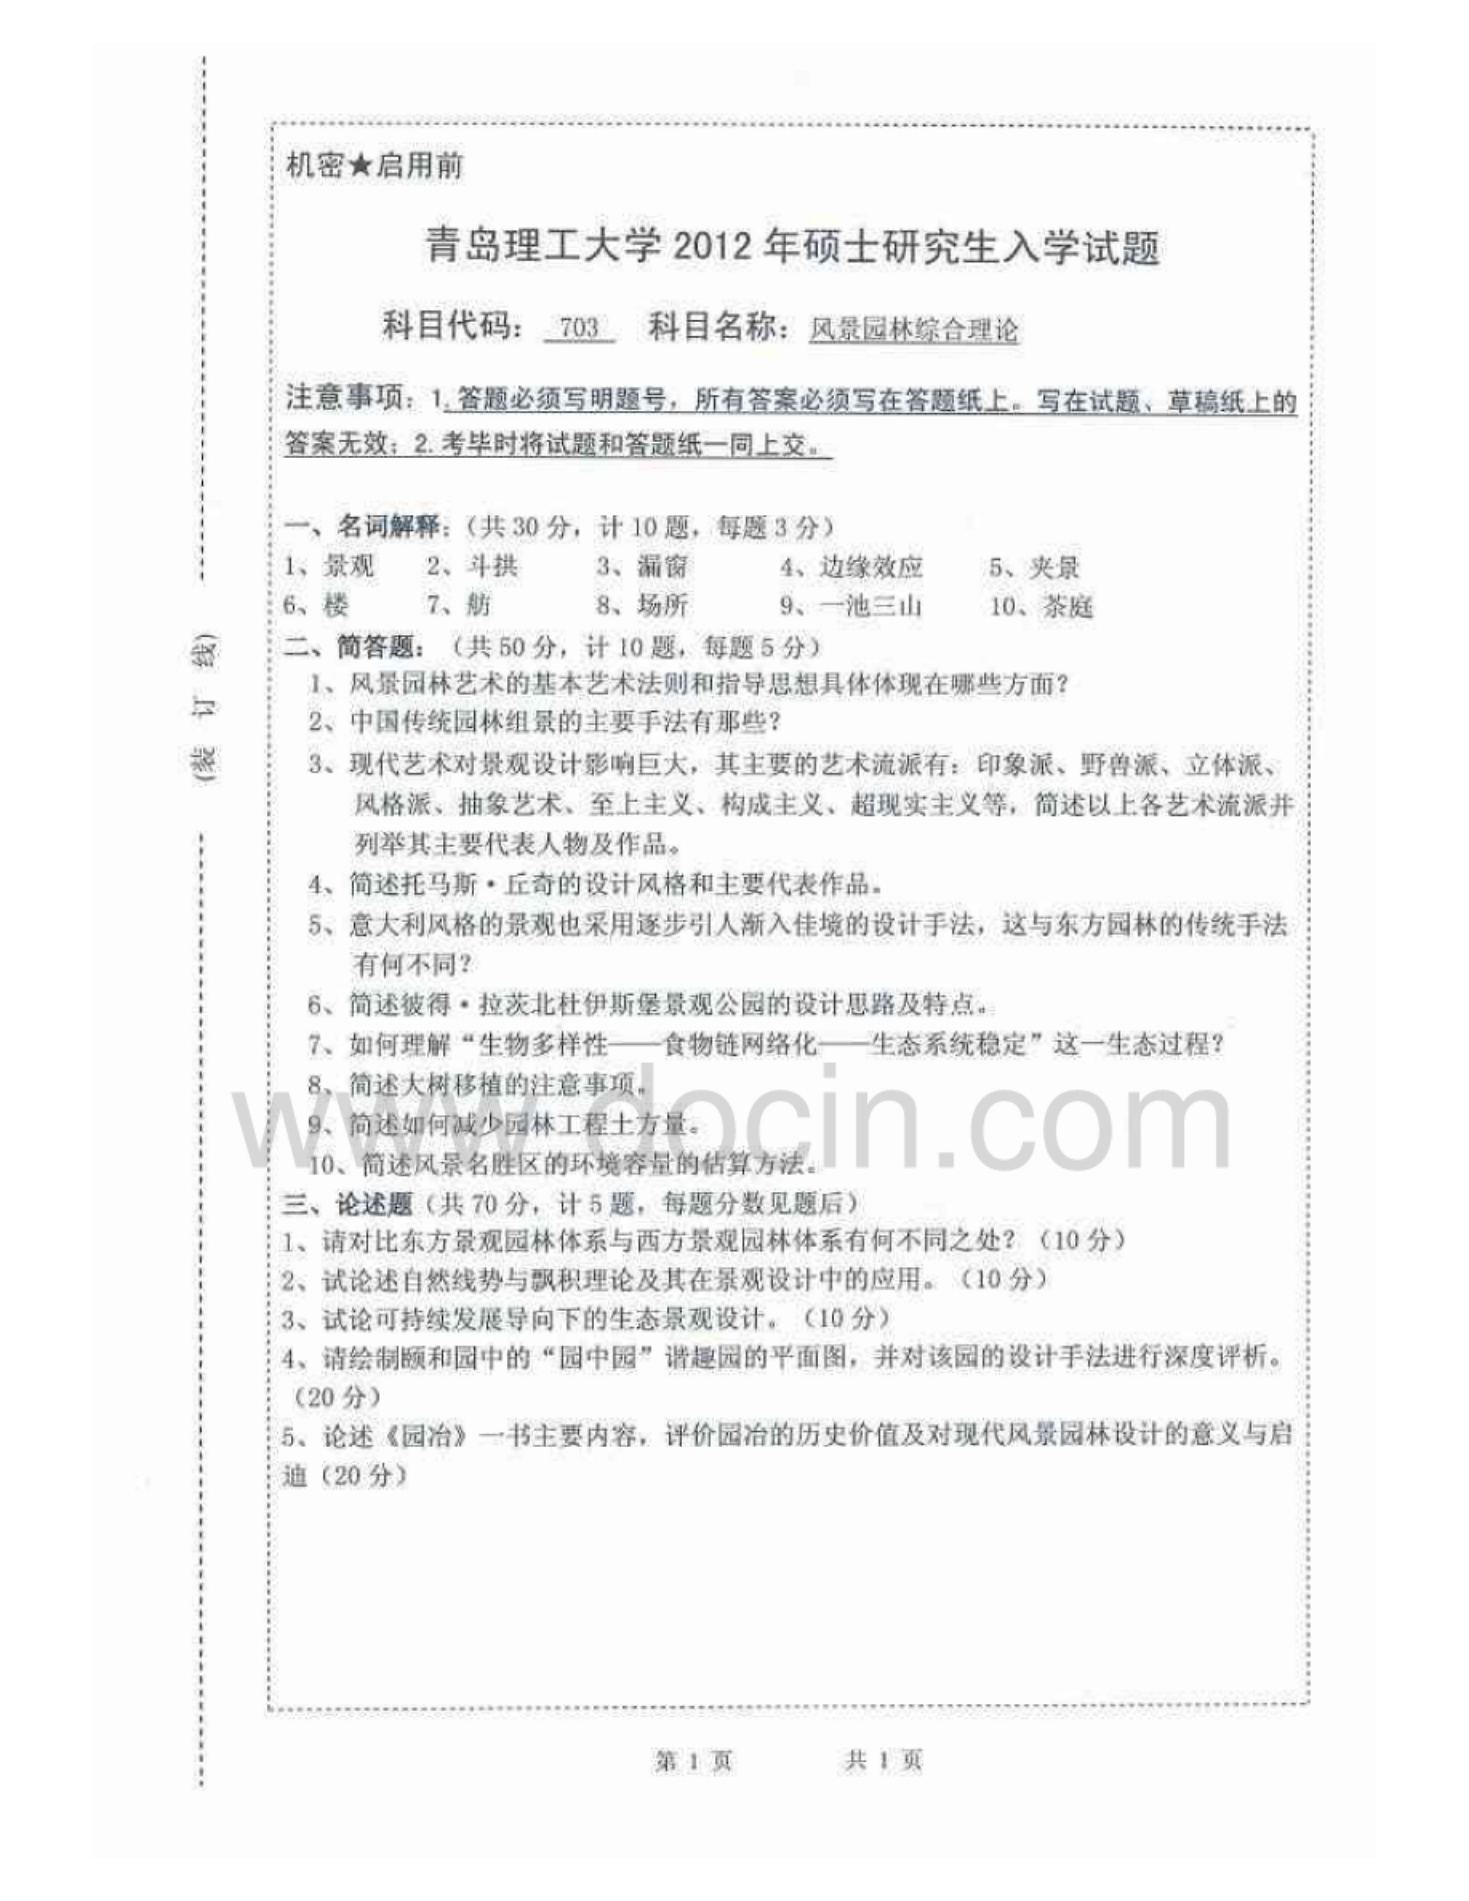 机密★启用前
青岛理工大学 2012 年硕士研究生入学试题
科目代码： 703 科目名称：风景园林综合理论
注意事项：1.答题必须写明题号，所有答案必须写在答题纸上。写在试题、草稿纸上的
答案无效；2.考毕时将试题和答题纸一同上交。
一、名词解释：（共 30 分，计 10 题，每题 3 分）
1、景观 2、斗拱 3、漏窗 4、边缘效应 5、夹景
6、楼 7、舫 8、场所 9、一池三山 10、茶庭
二、简答题：（共 50 分，计 10 题，每题 5 分）
1、风景园林艺术的基本艺术法则和指导思想具体体现在哪些方面？
2、中国传统园林组景的主要手法有那些？
3、现代艺术对景观设计影响巨大，其主要的艺术流派有：印象派、野兽派、立体派、
风格派、抽象艺术、至上主义、构成主义、超现实主义等，简述以上各艺术流派并
列举其主要代表人物及作品。
4、简述托马斯·丘奇的设计风格和主要代表作品。
5、意大利风格的景观也采用逐步引人渐入佳境的设计手法，这与东方园林的传统手法
有何不同？
6、简述彼得·拉茨北杜伊斯堡景观公园的设计思路及特点。
7、如何理解“生物多样性——食物链网络化——生态系统稳定”这一生态过程？
8、简述大树移植的注意事项。
9、简述如何减少园林工程土方量。
10、简述风景名胜区的环境容量的估算方法。
www.docin.com
三、论述题（共 70 分，计 5 题，每题分数见题后）
1、请对比东方景观园林体系与西方景观园林体系有何不同之处？（10 分）
2、试论述自然线势与飘积理论及其在景观设计中的应用。（10 分）
3、试论可持续发展导向下的生态景观设计。（10 分）
4、请绘制颐和园中的“园中园”谐趣园的平面图，并对该园的设计手法进行深度评析。
（20 分）
5、论述《园冶》一书主要内容，评价园冶的历史价值及对现代风景园林设计的意义与启
迪（20 分）
(装 订 线)
第 1 页 共 1 页